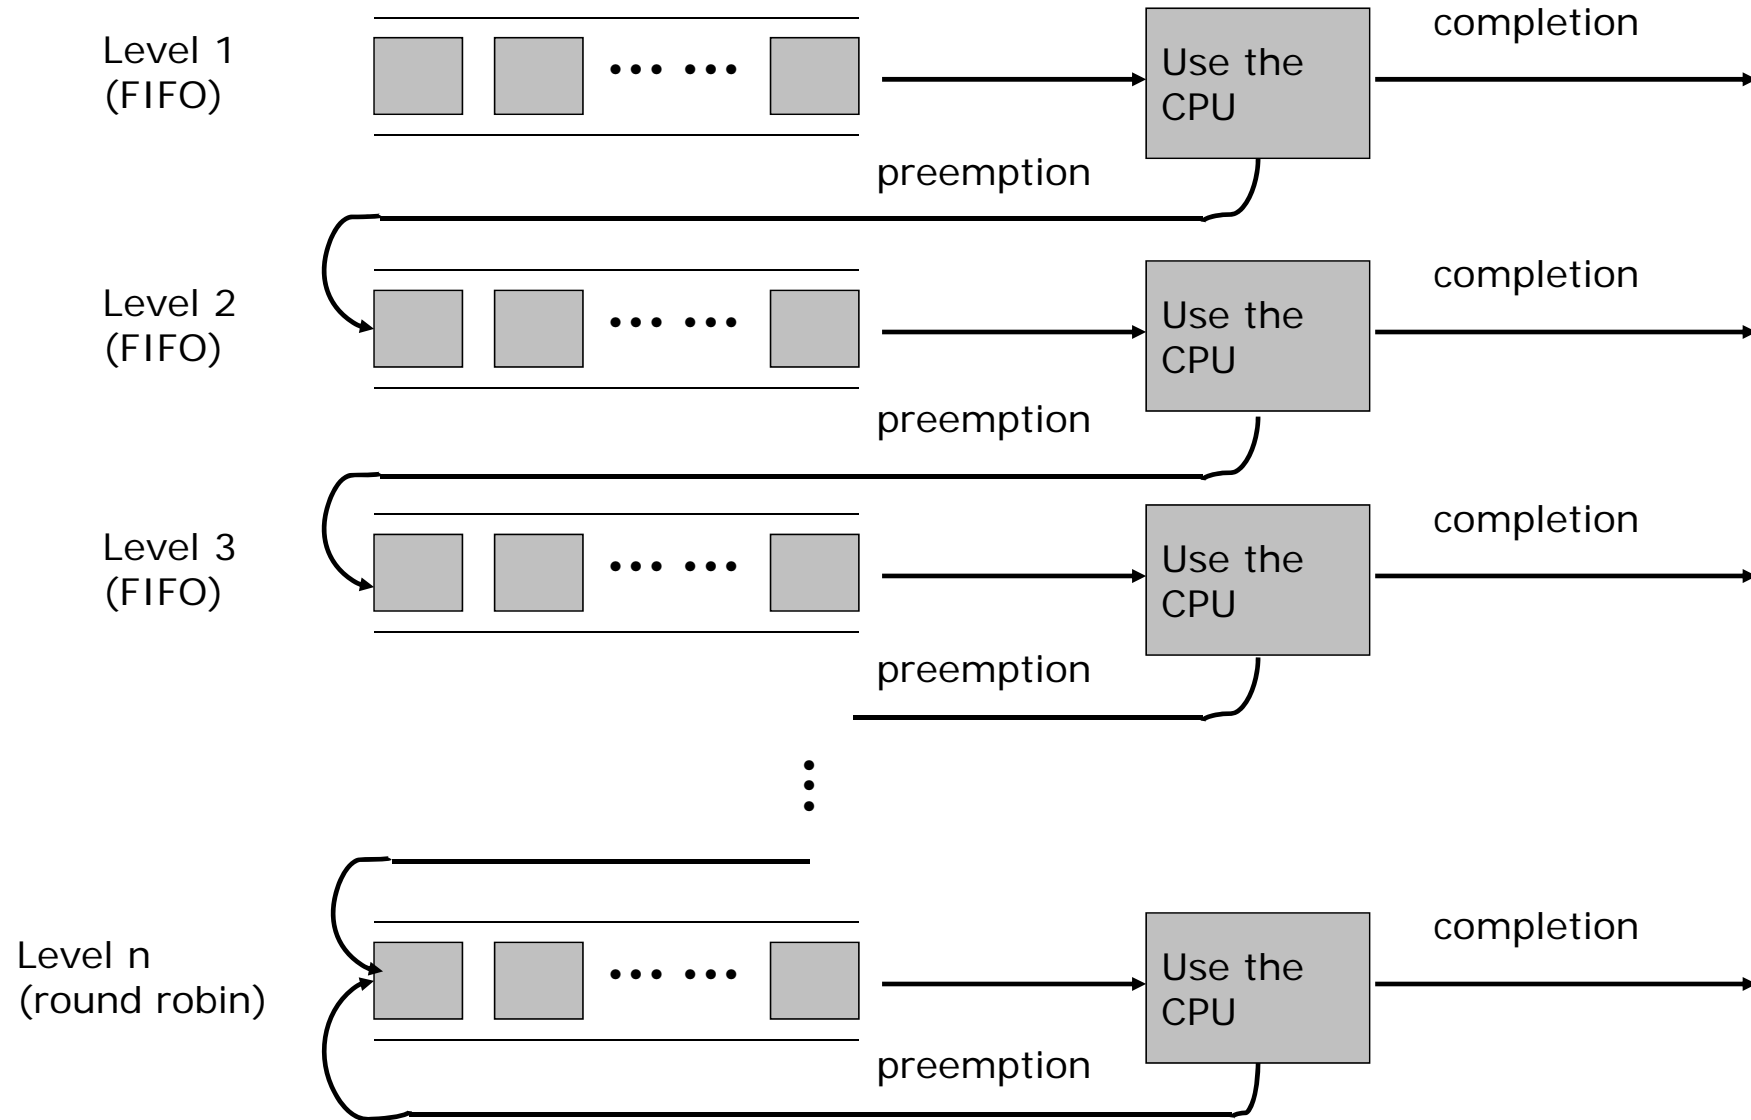 Level 1
(FIFO)
Use the
CPU
completion
preemption
Level 2
(FIFO)
Use the
CPU
completion
preemption
Level 3
(FIFO)
Use the
CPU
completion
preemption
Level n
(round robin)
Use the
CPU
completion
preemption